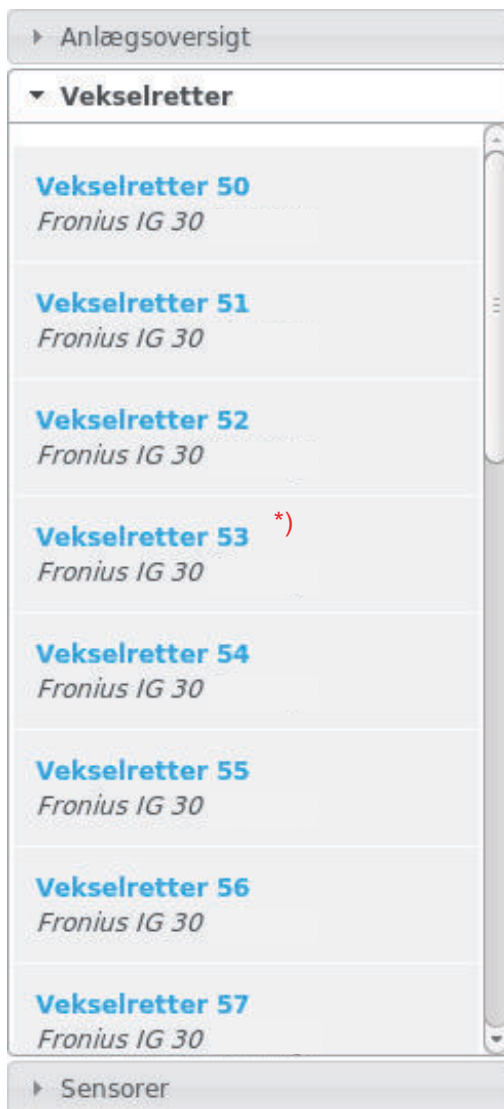 Anlægsoversigt
Vekselretter
Vekselretter 50
Fronius IG 30
Vekselretter 51
Fronius IG 30
Vekselretter 52
Fronius IG 30
Vekselretter 53 *)
Fronius IG 30
Vekselretter 54
Fronius IG 30
Vekselretter 55
Fronius IG 30
Vekselretter 56
Fronius IG 30
Vekselretter 57
Fronius IG 30
Sensorer